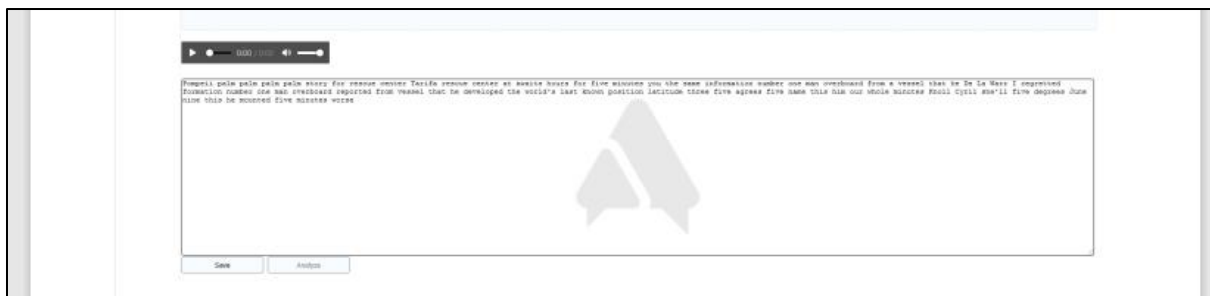 0:00 / 0:00
Pompeii palm palm palm palm story for rescue center Tarifa rescue center at awaits hours for five minutes you the same information number one man overboard from a vessel that be De La Waro I regretted
formation number one man overboard reported from vessel that he developed the world's last known position latitude three five agrees five name this him our whole minutes Knoll Cyril she'll five degrees June
nine this he mounted five minutes worse
Save
Analyze